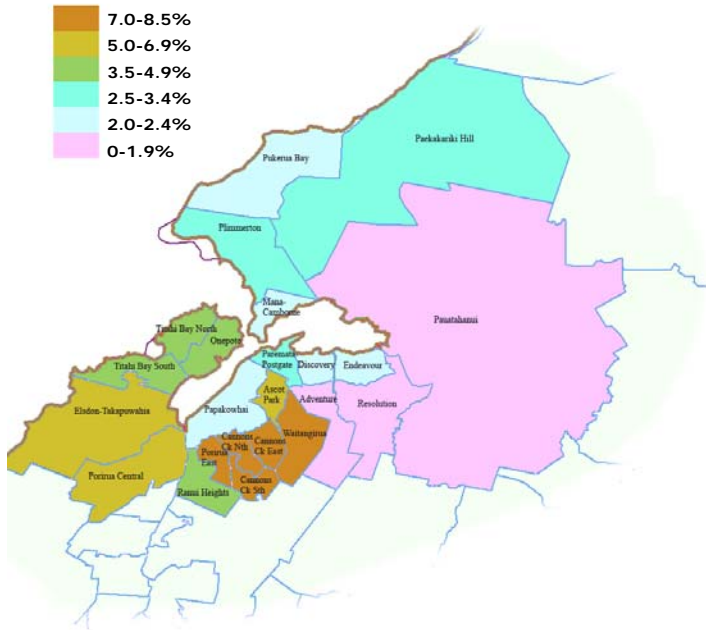 7.0-8.5%
5.0-6.9%
3.5-4.9%
2.5-3.4%
2.0-2.4%
0-1.9%
Paekakariki Hill
Pukerua Bay
Plimmerton
Mana-
Camborne
Pauatahanui
Titahi Bay North
Onepoto
Titahi Bay South
Paremata
Postgate
Discovery
Endeavour
Elsdon-Takapuwahia
Papakowhai
Ascot
Park
Adventure
Resolution
Cannons
Ck Nth
Cannons
Ck East
Waitangirua
Porirua
East
Porirua Central
Cannons
Ck Sth
Ranui Heights